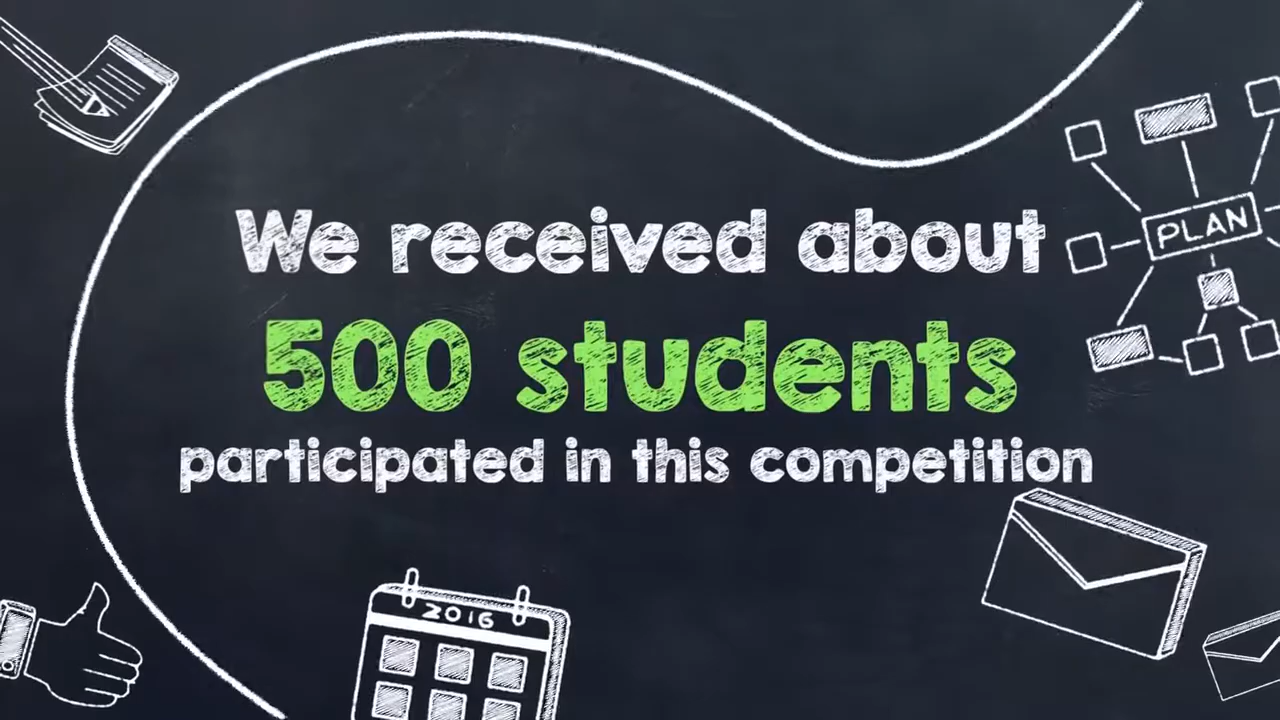 We received about
500 students
participated in this competition
PLAN
2016